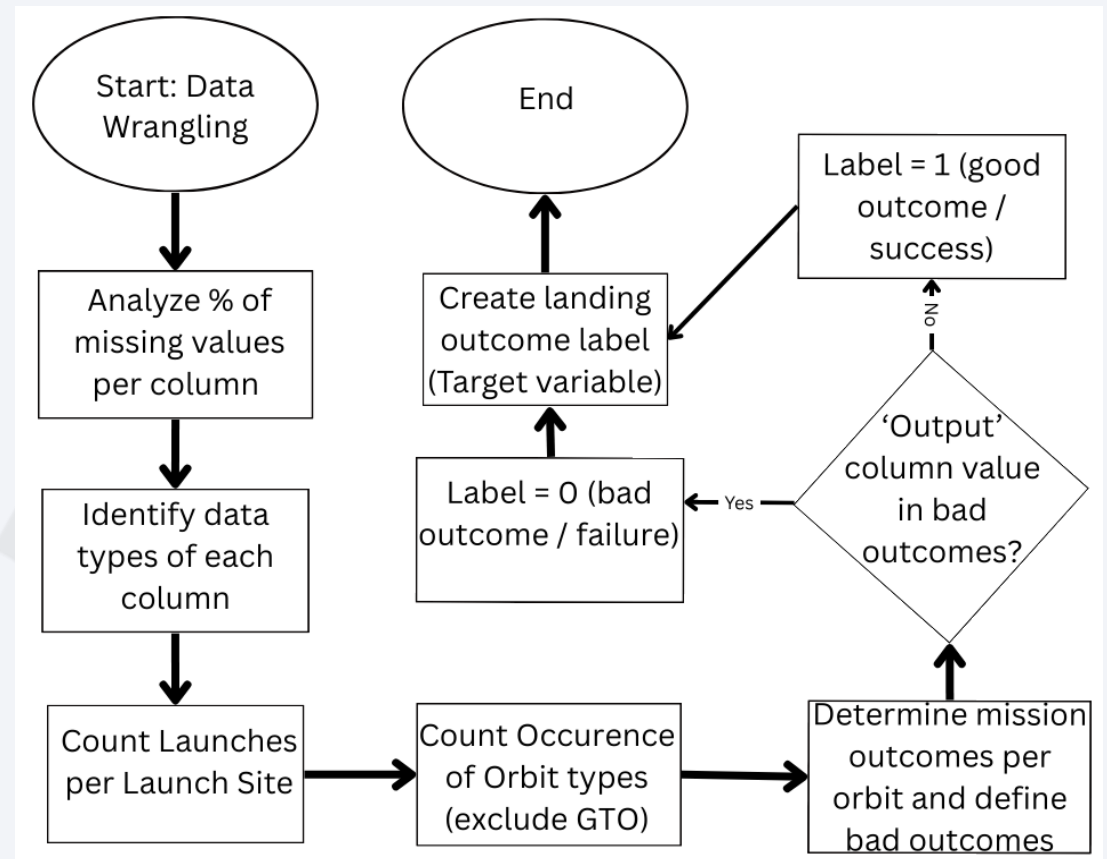 Start: Data
Wrangling
Analyze % of
missing values
per column
Identify data
types of each
column
Count Launches
per Launch Site
Count Occurence
of Orbit types
(exclude GTO)
Determine mission
outcomes per
orbit and define
bad outcomes
‘Output’
column value
in bad
outcomes?
Yes
Label = 0 (bad
outcome / failure)
No
Label = 1 (good
outcome /
success)
Create landing
outcome label
(Target variable)
End